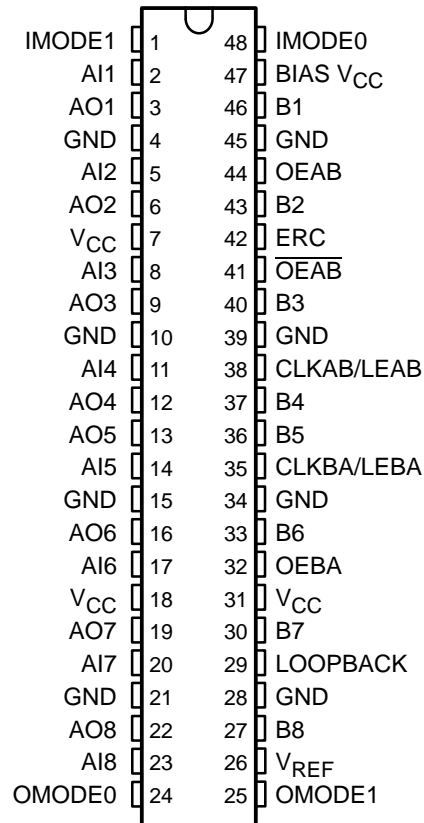 IMODE1 1 48 IMODE0
AI1 2 47 BIAS VCC
AO1 3 46 B1
GND 4 45 GND
AI2 5 44 OEAB
AO2 6 43 B2
VCC 7 42 ERC
AI3 8 41 O̅E̅A̅B̅
AO3 9 40 B3
GND 10 39 GND
AI4 11 38 CLKAB/LEAB
AO4 12 37 B4
AO5 13 36 B5
AI5 14 35 CLKBA/LEBA
GND 15 34 GND
AO6 16 33 B6
AI6 17 32 OEBA
VCC 18 31 VCC
AO7 19 30 B7
AI7 20 29 LOOPBACK
GND 21 28 GND
AO8 22 27 B8
AI8 23 26 VREF
OMODE0 24 25 OMODE1